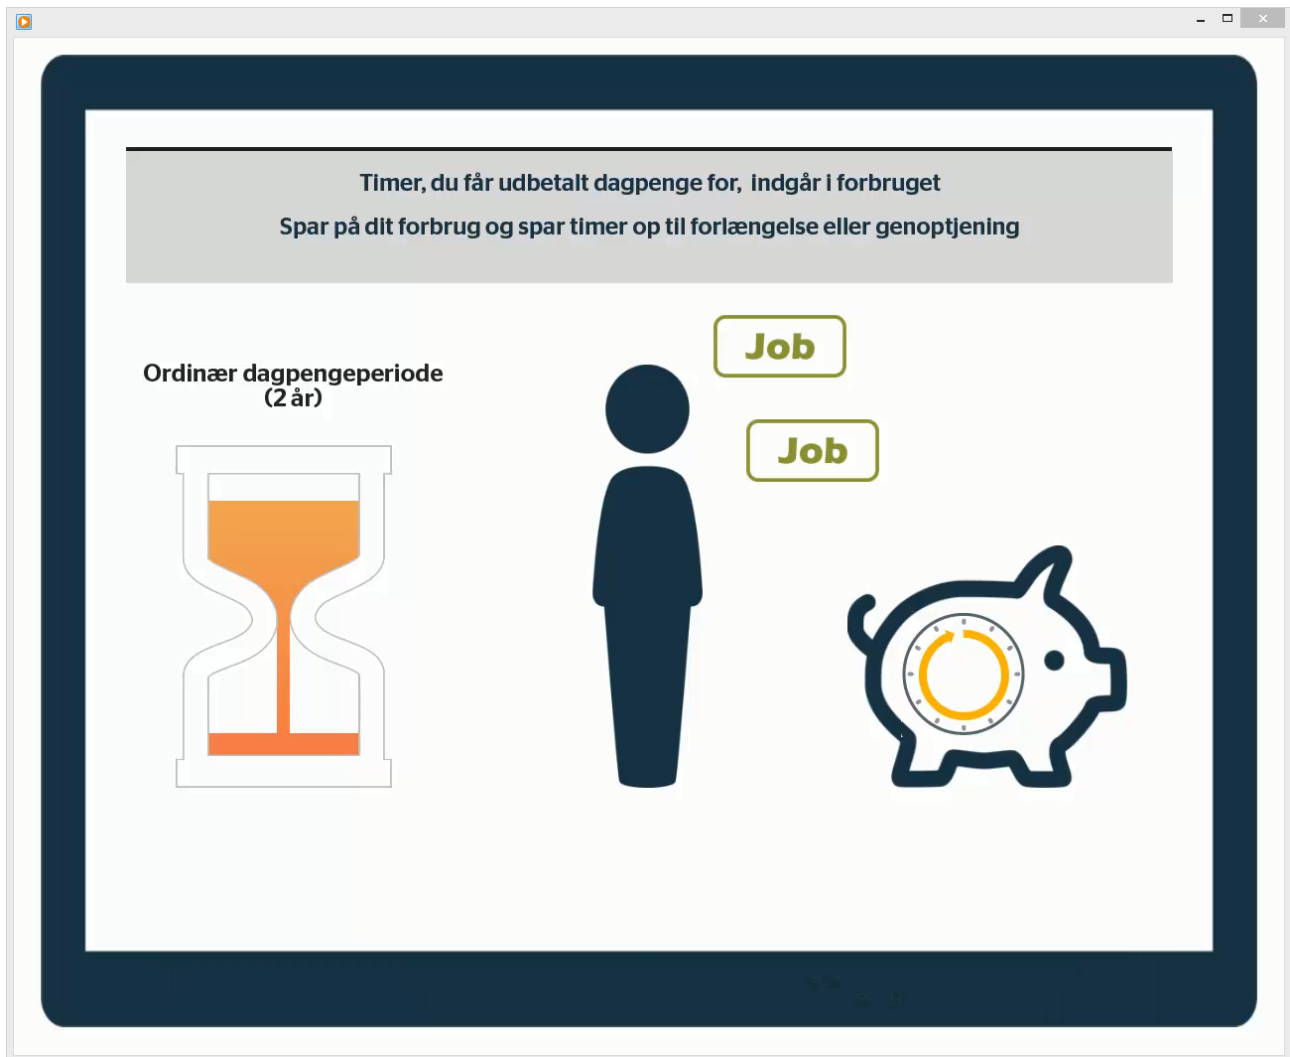 Timer, du får udbetalt dagpenge for, indgår i forbruget
Spar på dit forbrug og spar timer op til forlængelse eller genoptjening
Job
Ordinær dagpengeperiode
(2 år)
Job